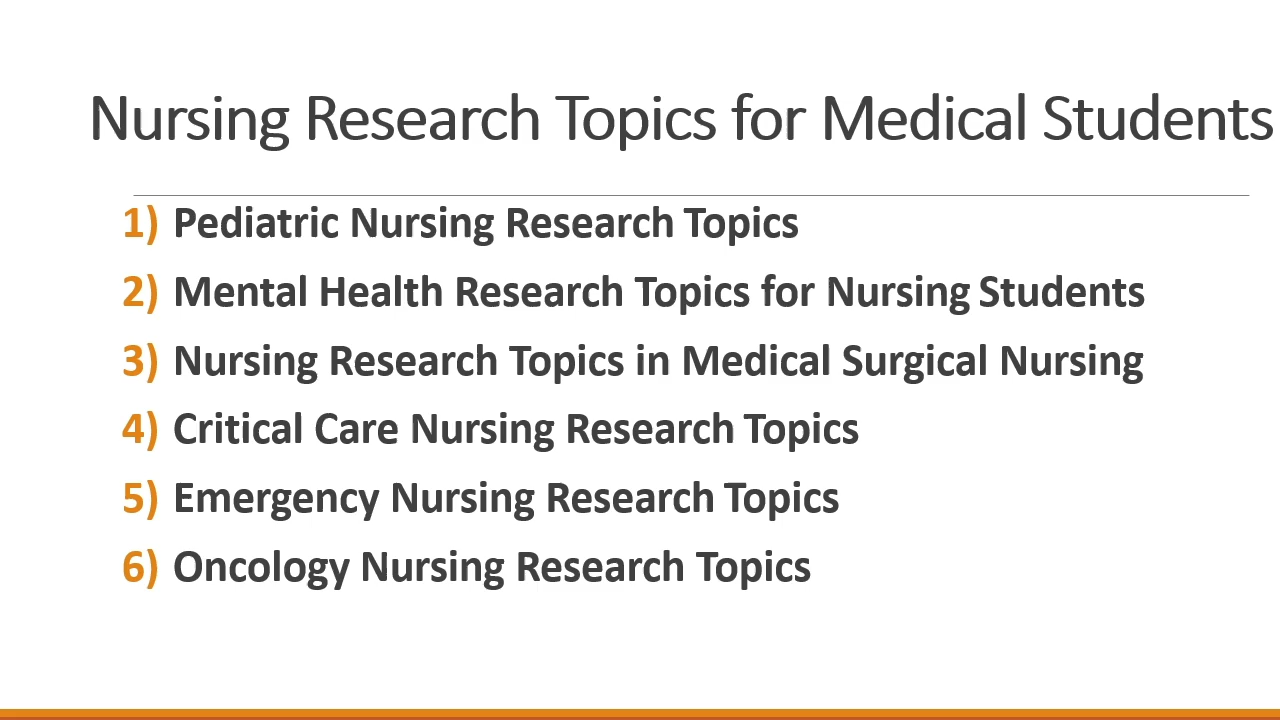 Nursing Research Topics for Medical Students
1) Pediatric Nursing Research Topics
2) Mental Health Research Topics for Nursing Students
3) Nursing Research Topics in Medical Surgical Nursing
4) Critical Care Nursing Research Topics
5) Emergency Nursing Research Topics
6) Oncology Nursing Research Topics